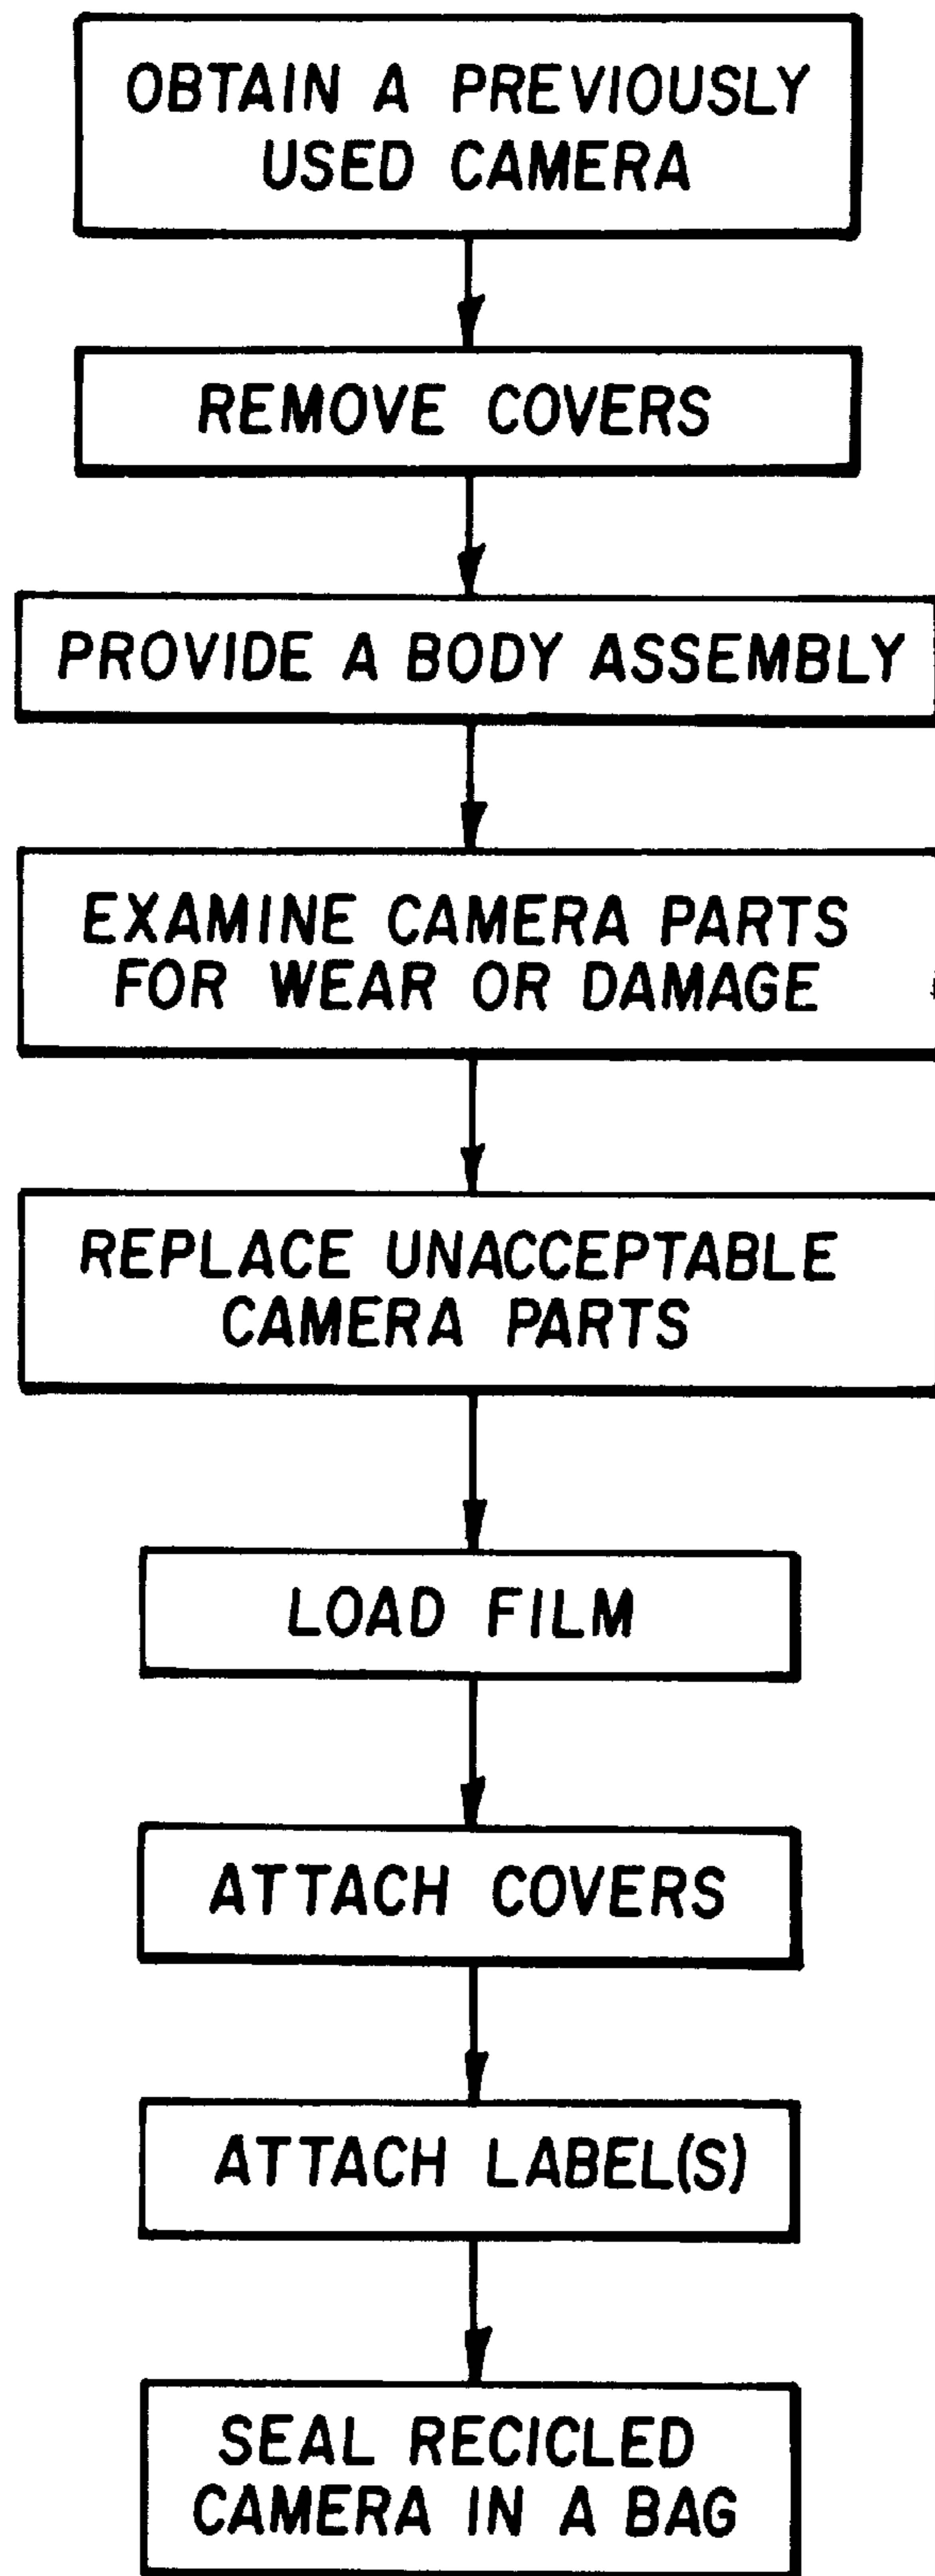 OBTAIN A PREVIOUSLY
USED CAMERA
REMOVE COVERS
PROVIDE A BODY ASSEMBLY
EXAMINE CAMERA PARTS
FOR WEAR OR DAMAGE
REPLACE UNACCEPTABLE
CAMERA PARTS
LOAD FILM
ATTACH COVERS
ATTACH LABEL(S)
SEAL RECICLED
CAMERA IN A BAG